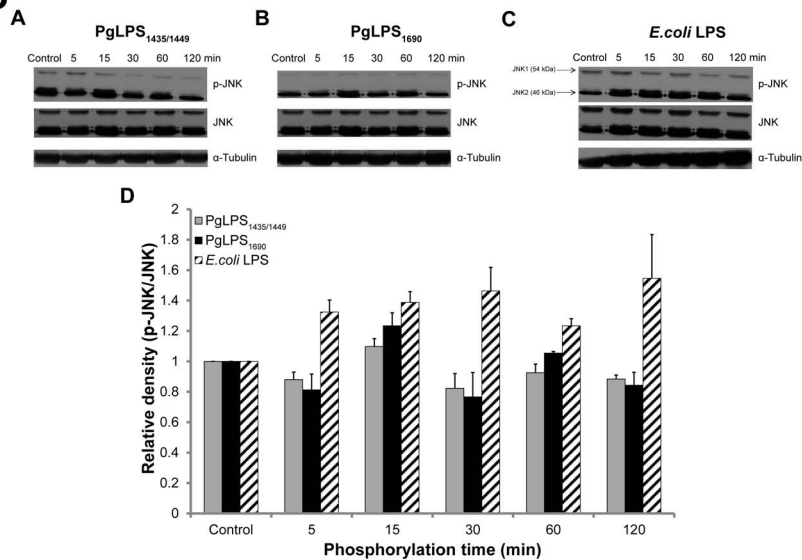 A
PgLPS1435/1449
Control 5 15 30 60 120 min
p-JNK
JNK
α-Tubulin
B
PgLPS1690
Control 5 15 30 60 120 min
p-JNK
JNK
α-Tubulin
C
E.coli LPS
Control 5 15 30 60 120 min
JNK1 (54 kDa)
JNK2 (46 kDa)
p-JNK
JNK
α-Tubulin
D
Relative density (p-JNK/JNK)
2
1.8
1.6
1.4
1.2
1
0.8
0.6
0.4
0.2
0
PgLPS1435/1449
PgLPS1690
E.coli LPS
Control 5 15 30 60 120
Phosphorylation time (min)